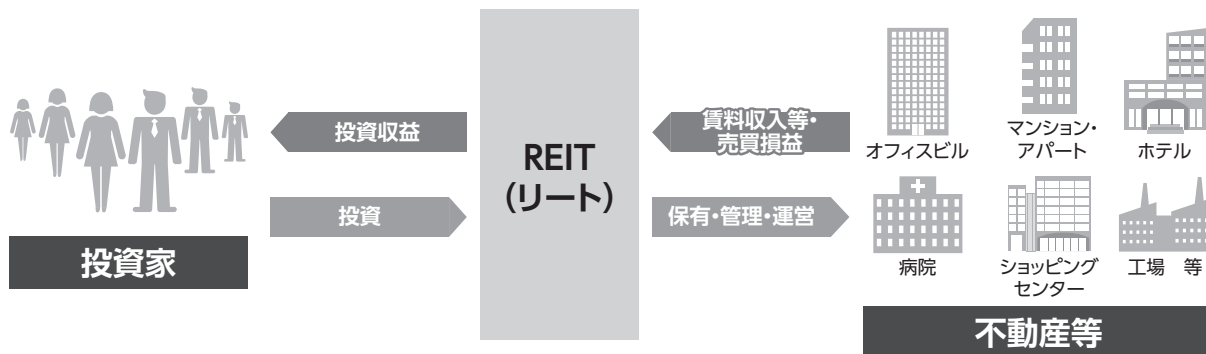 投資家
投資収益
投資
REIT
(リート)
賃料収入等・
売買損益
保有・管理・運営
オフィスビル
マンション・
アパート
ホテル
病院
ショッピング
センター
工場　等
不動産等